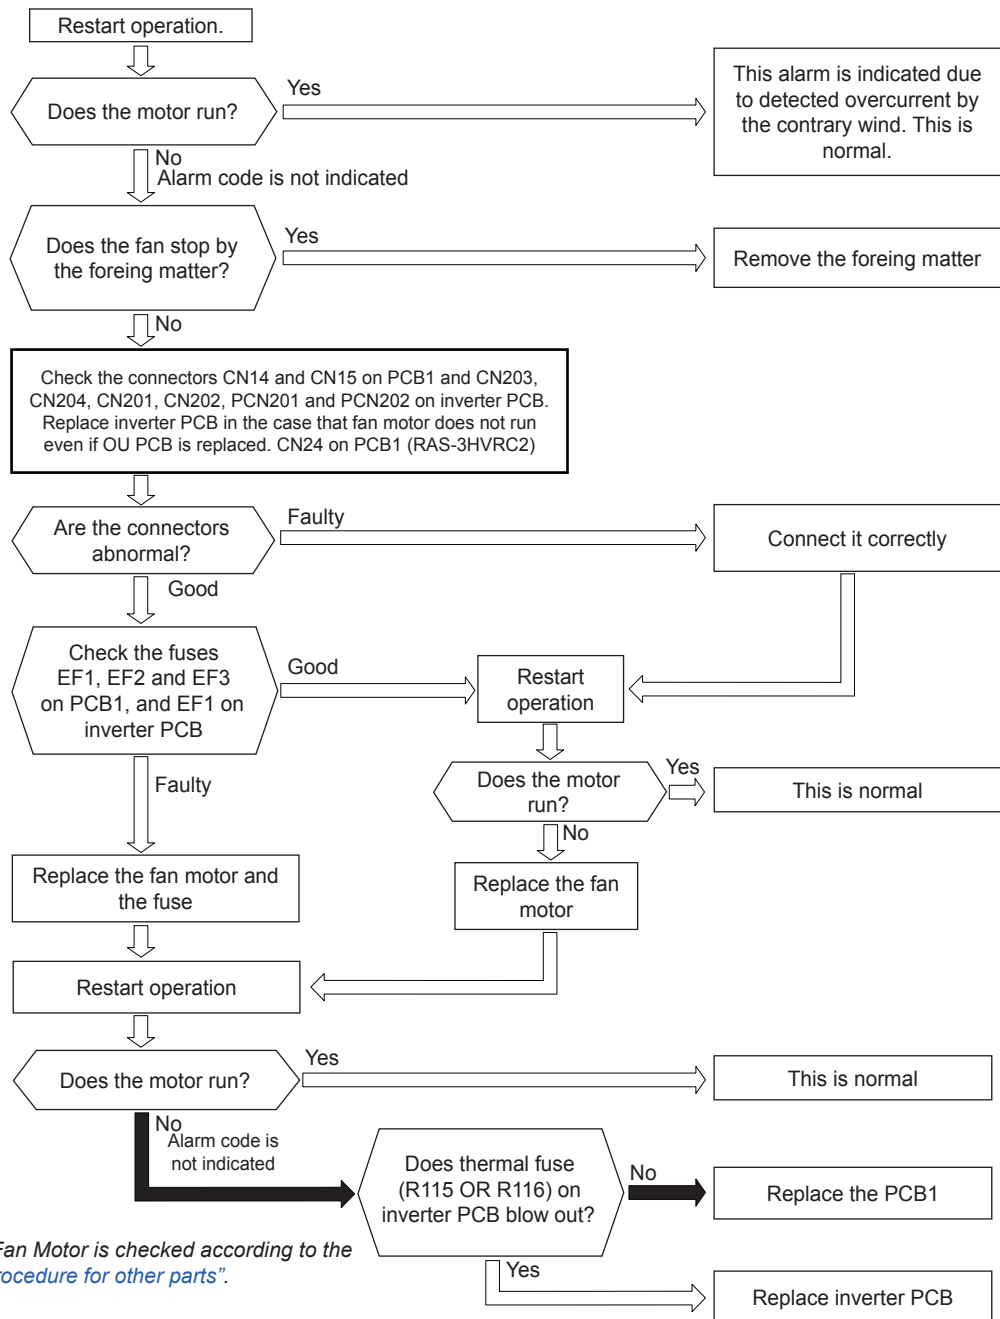 Restart operation.
Does the motor run?
Yes
This alarm is indicated due
to detected overcurrent by
the contrary wind. This is
normal.
No
Alarm code is not indicated
Does the fan stop by
the foreing matter?
Yes
Remove the foreing matter
No
Check the connectors CN14 and CN15 on PCB1 and CN203,
CN204, CN201, CN202, PCN201 and PCN202 on inverter PCB.
Replace inverter PCB in the case that fan motor does not run
even if OU PCB is replaced. CN24 on PCB1 (RAS-3HVRC2)
Are the connectors
abnormal?
Faulty
Connect it correctly
Good
Check the fuses
EF1, EF2 and EF3
on PCB1, and EF1 on
inverter PCB
Good
Restart
operation
Does the motor
run?
Yes
This is normal
No
Replace the fan
motor
Faulty
Replace the fan motor and
the fuse
Restart operation
Does the motor run?
Yes
This is normal
No
Alarm code is
not indicated
Does thermal fuse
(R115 OR R116) on
inverter PCB blow out?
No
Replace the PCB1
Yes
Replace inverter PCB
Fan Motor is checked according to the
rocedure for other parts".